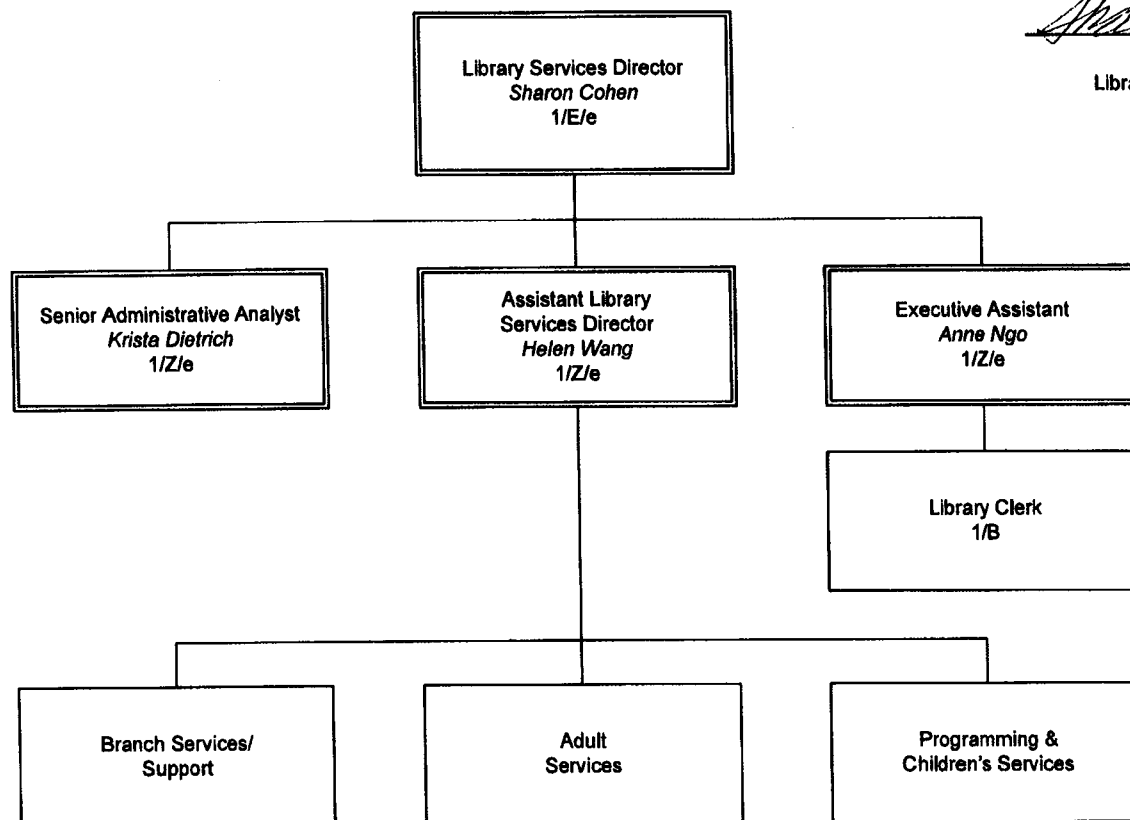 Library Services Director
Sharon Cohen
1/E/e
Senior Administrative Analyst
Krista Dietrich
1/Z/e
Assistant Library
Services Director
Helen Wang
1/Z/e
Executive Assistant
Anne Ngo
1/Z/e
Library Clerk
1/B
Branch Services/
Support
Adult
Services
Programming &
Children's Services